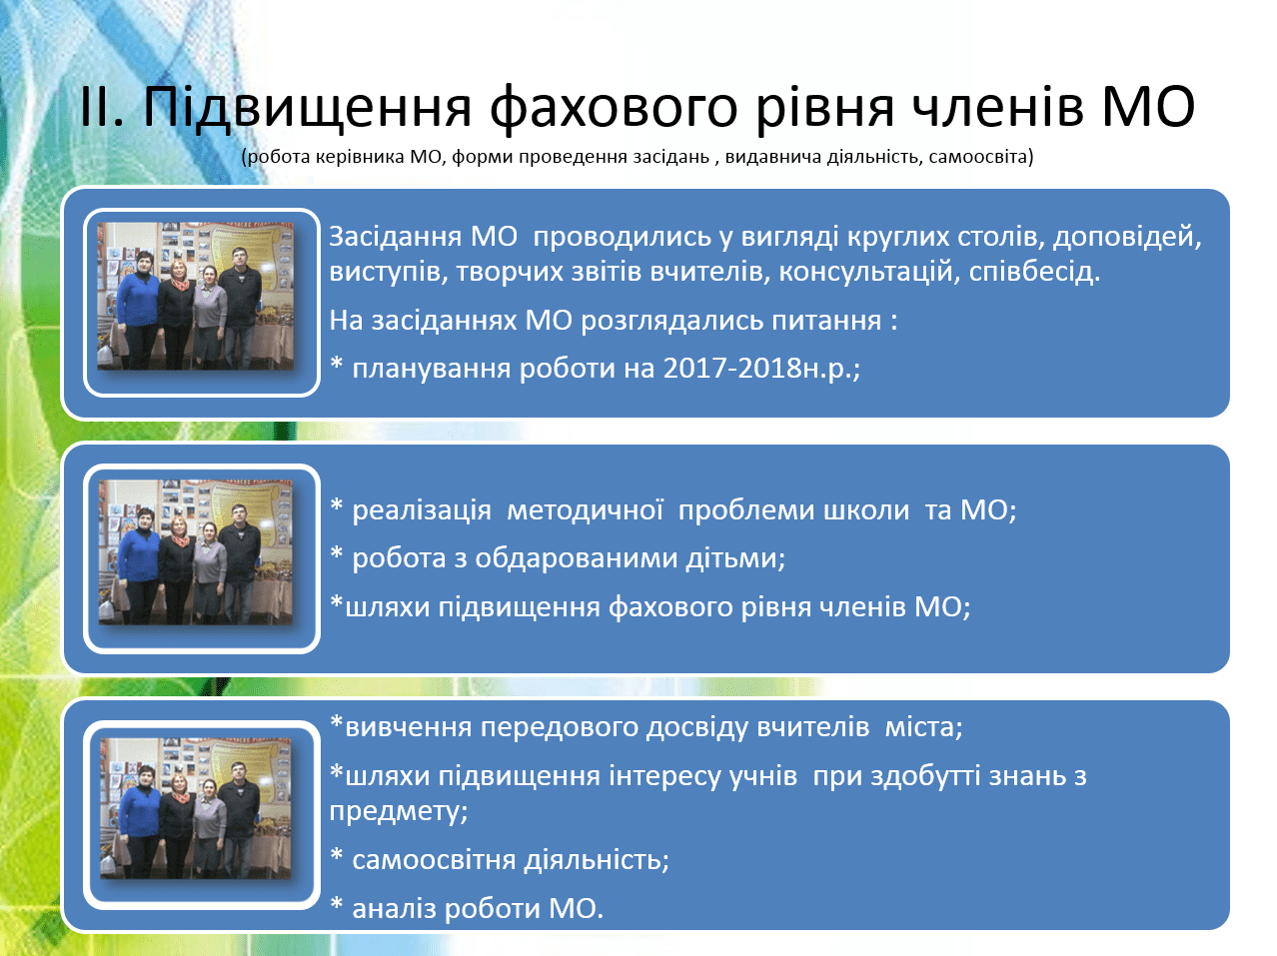 ІІ. Підвищення фахового рівня членів МО
(робота керівника МО, форми проведення засідань , видавнича діяльність, самоосвіта)
Засідання МО  проводились у вигляді круглих столів, доповідей,
виступів, творчих звітів вчителів, консультацій, співбесід.
На засіданнях МО розглядались питання :
* планування роботи на 2017-2018н.р.;
* реалізація  методичної  проблеми школи  та МО;
* робота з обдарованими дітьми;
*шляхи підвищення фахового рівня членів МО;
*вивчення передового досвіду вчителів  міста;
*шляхи підвищення інтересу учнів  при здобутті знань з
предмету;
* самоосвітня діяльність;
* аналіз роботи МО.